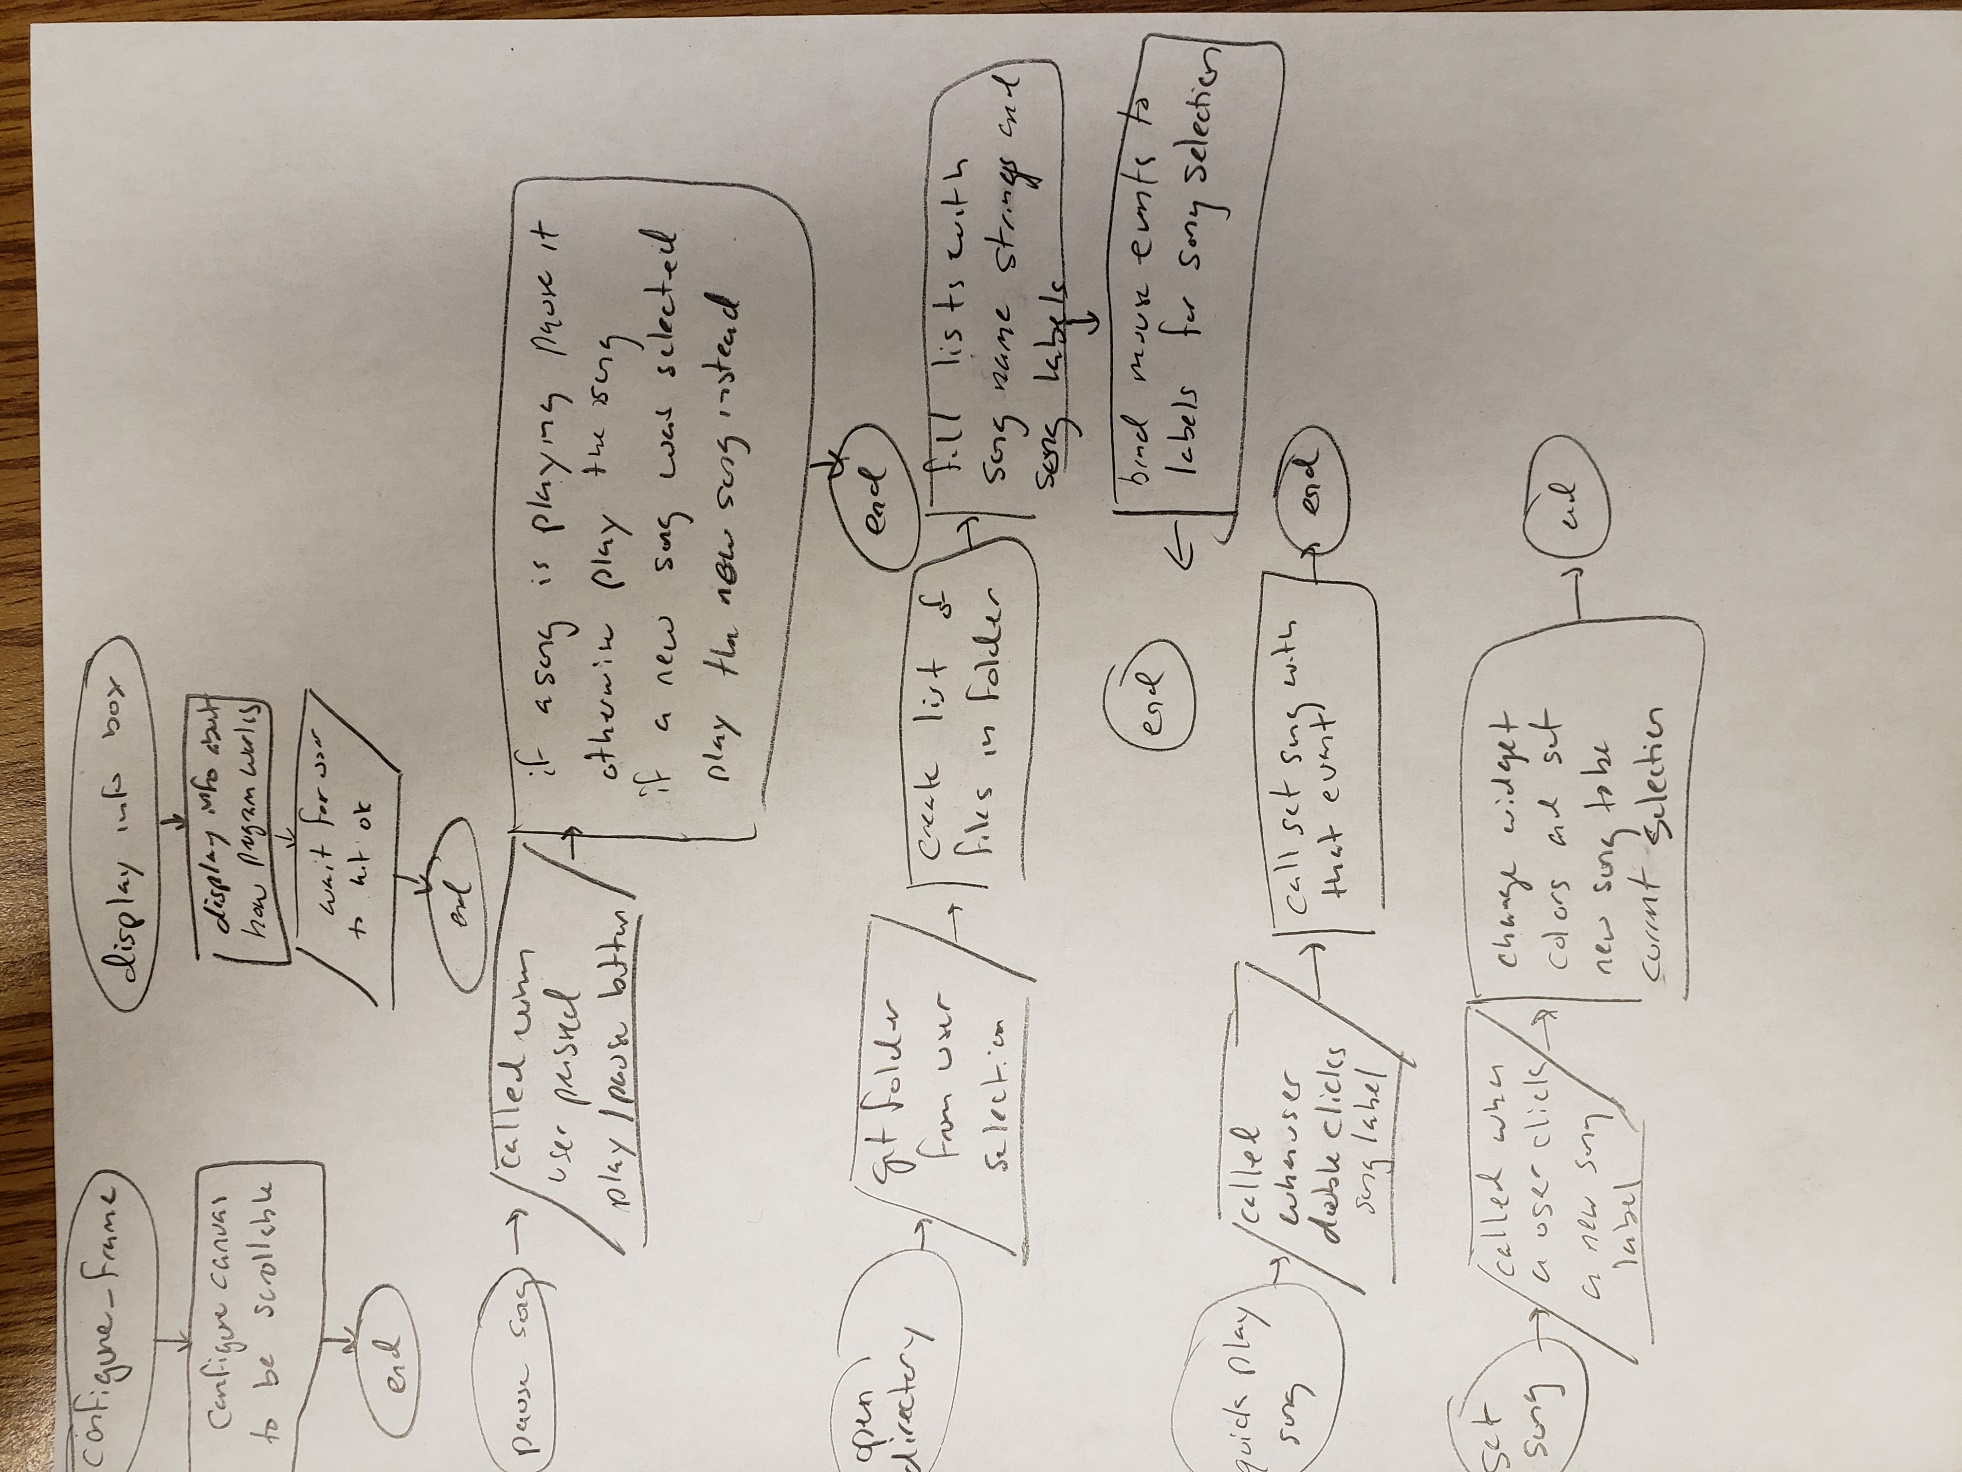 configure_frame
configure canvas
to be scrollable
end
display info box
display info about
how program works
wait for user
to hit ok
end
pause song
called when
user pressed
play/pause button
if a song is playing pause it
otherwise play the song
if a new song was selected
play the new song instead
end
open
directory
get folder
from user
selection
create list of
files in folder
fill lists with
song name strings and
song labels
bind mouse events to
labels for song selection
end
quick play
song
called
when user
double clicks
song label
call set song with
that event
end
set
song
called when
a user clicks
a new song
label
change widget
colors and set
new song to be
current selection
end